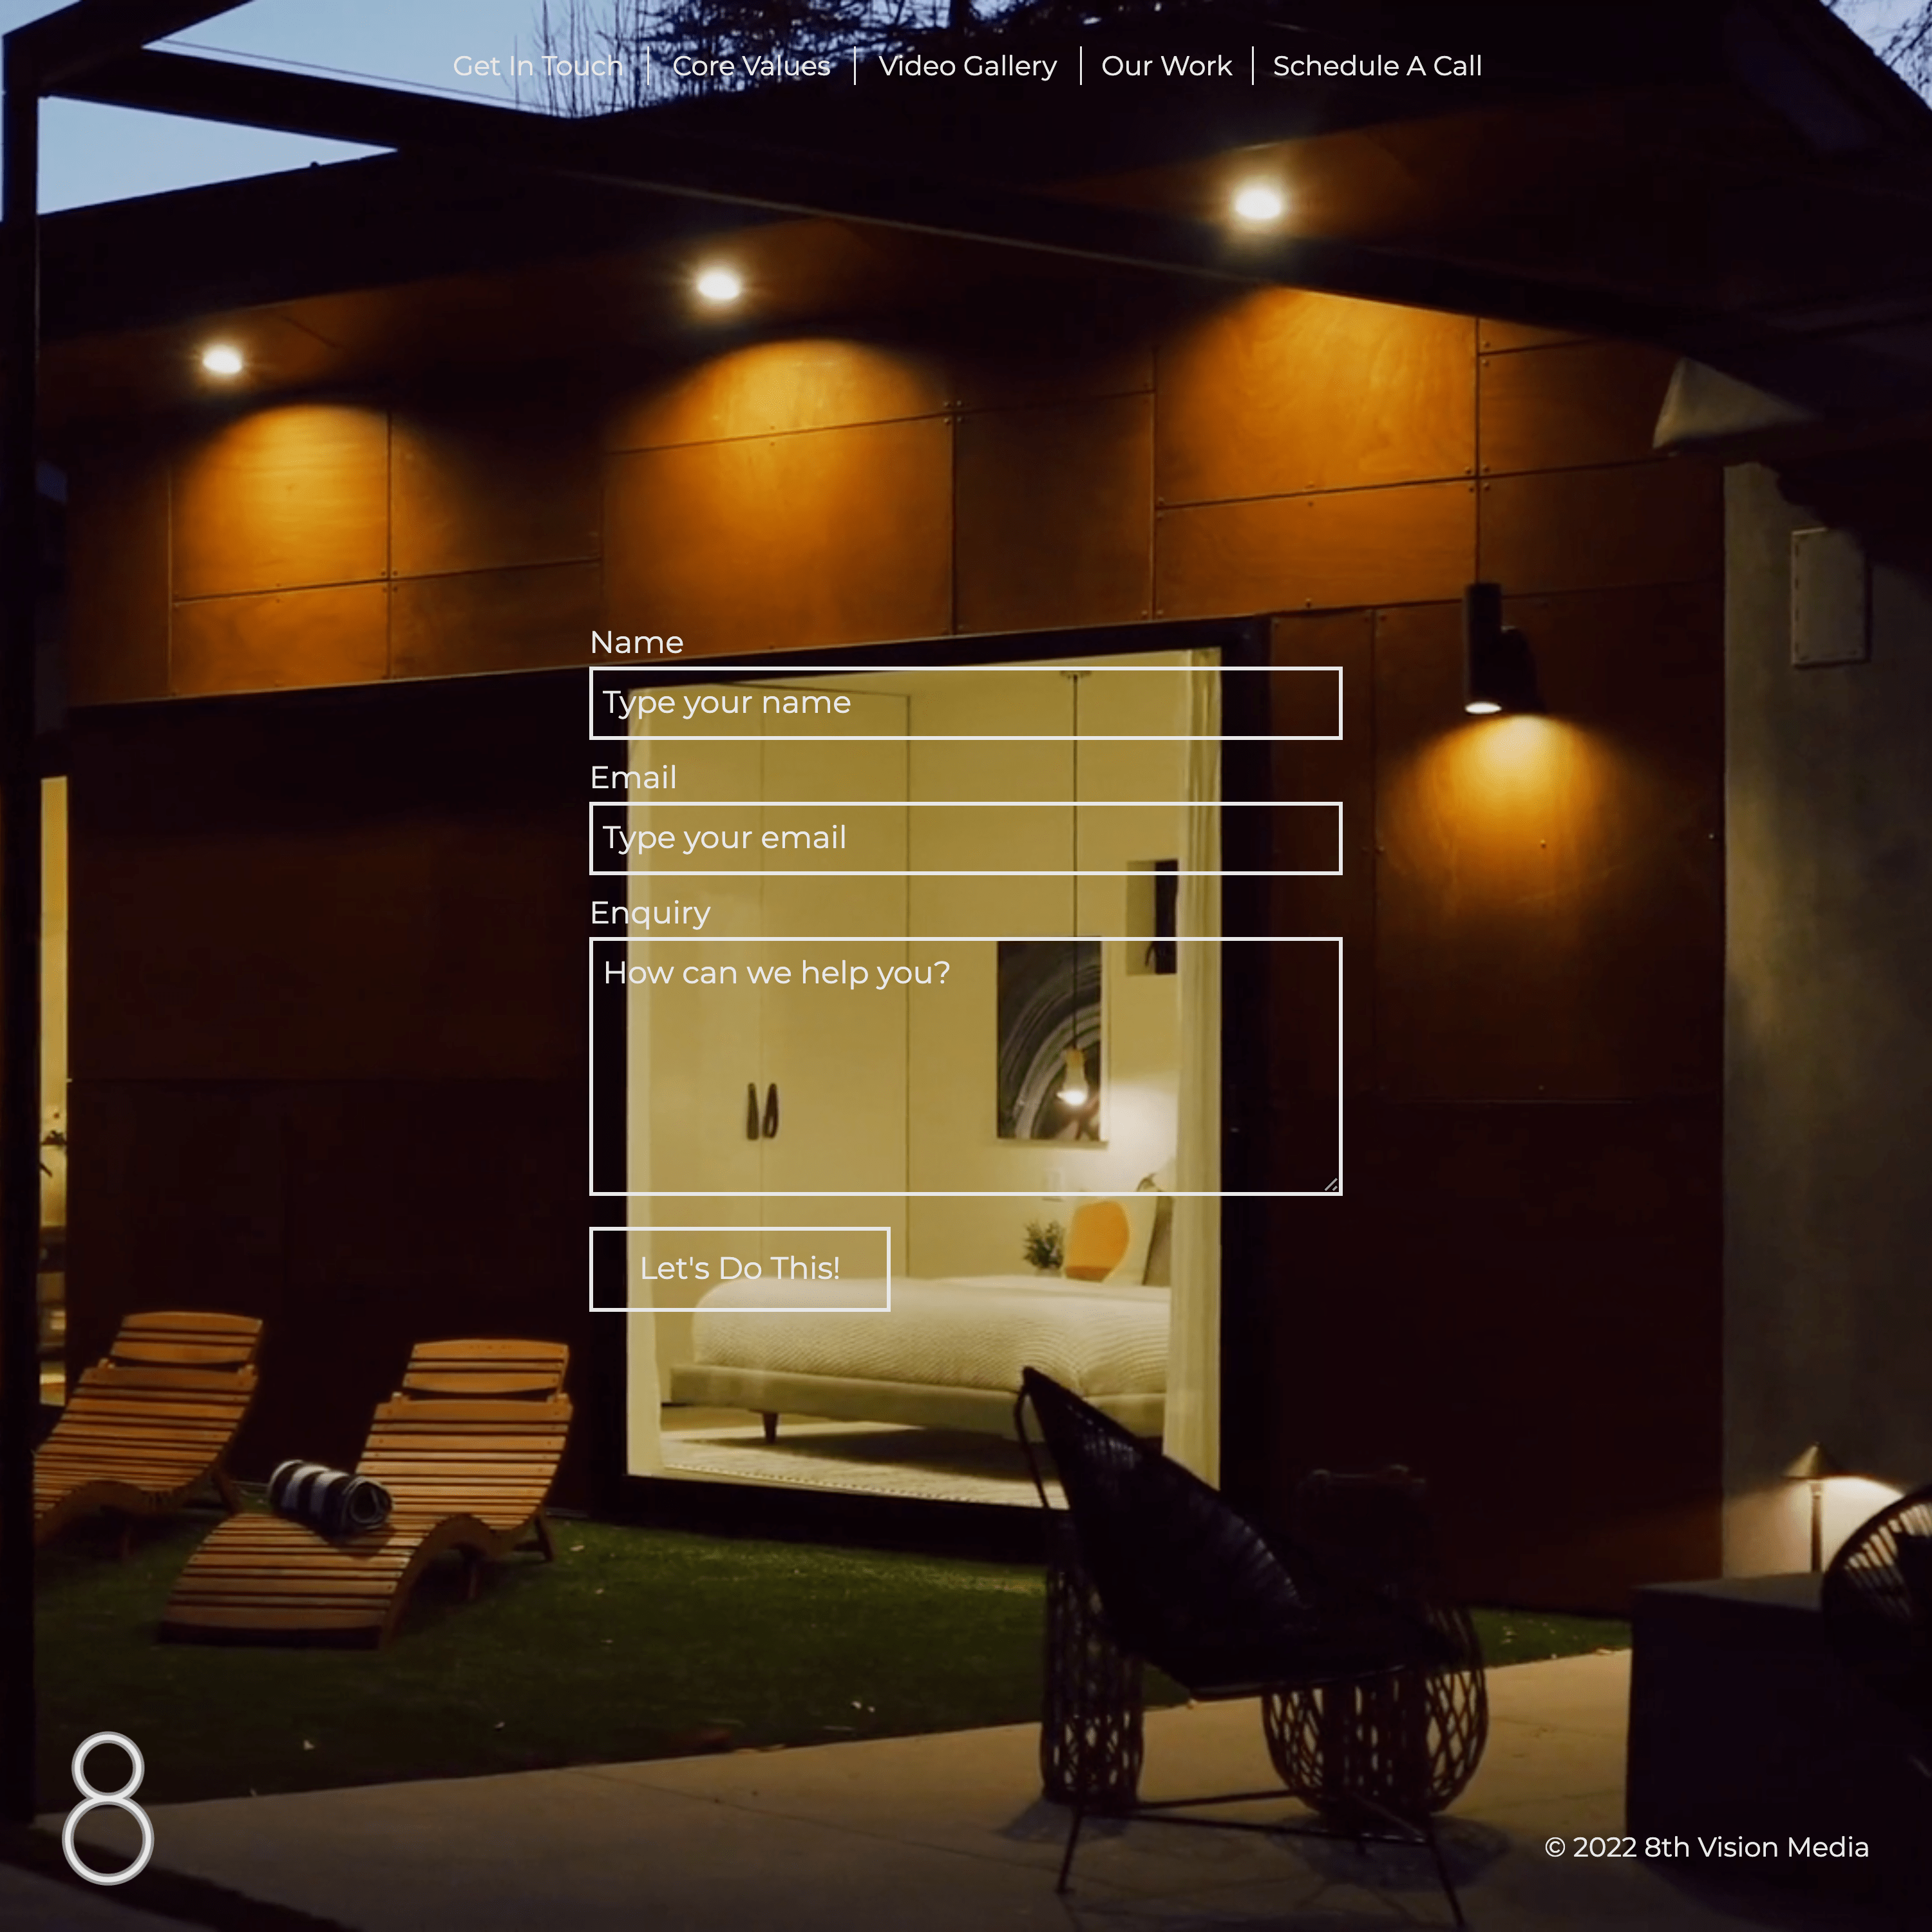 Get In Touch
Core Values
Video Gallery
Our Work
Schedule A Call
Name
Type your name
Email
Type your email
Enquiry
How can we help you?
Let's Do This!
8
© 2022 8th Vision Media